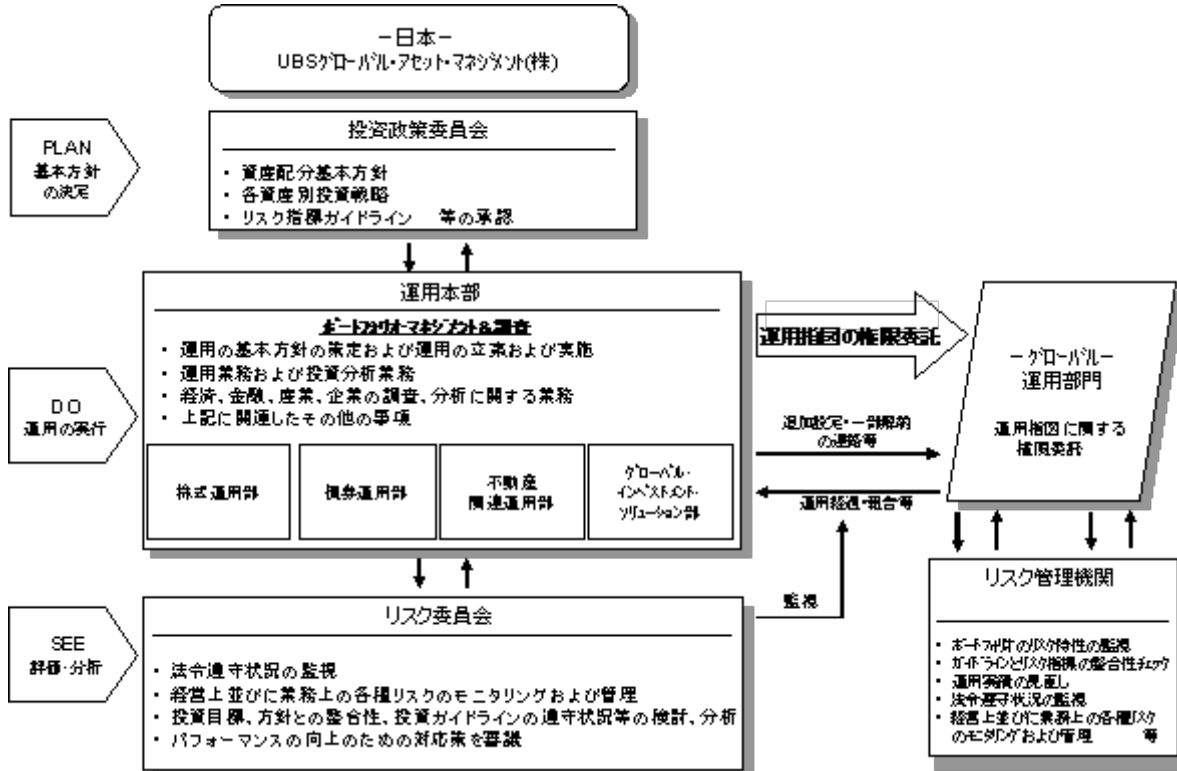 －日本－
UBSｸﾞﾛｰﾊﾞﾙ・ｱｾｯﾄ・ﾏﾈｼﾞﾒﾝﾄ(株)
PLAN
基本方針
の決定
投資政策委員会
・ 資産配分基本方針
・ 各資産別投資戦略
・ リスク指標ガイドライン　等の承認
DO
運用の実行
運用本部
ﾎﾟｰﾄﾌｫﾘｵｰﾏﾈｼﾞﾒﾝﾄ&調査
・ 運用の基本方針の策定および運用の立案および実施
・ 運用業務および投資分析業務
・ 経済、金融、産業、企業の調査、分析に関する業務
・ 上記に関連したその他の事項
株式運用部
債券運用部
不動産
関連運用部
ｸﾞﾛｰﾊﾞﾙ・
ｲﾝﾍﾞｽﾄﾒﾝﾄ・
ｿﾘｭｰｼｮﾝ部
運用指図の権限委託
追加設定・一部解約
の連絡等
運用経過・報告等
－ｸﾞﾛｰﾊﾞﾙ－
運用部門
運用指図に関する
権限委託
SEE
評価・分析
リスク委員会
・ 法令遵守状況の監視
・ 経営上並びに業務上の各種リスクのモニタリングおよび管理
・ 投資目標、方針との整合性、投資ガイドラインの遵守状況等の検討、分析
・ パフォーマンスの向上のための対応策を審議
監視
リスク管理機関
・ ﾎﾟｰﾄﾌｫﾘｵのﾘｽｸ特性の監視
・ ｶﾞｲﾄﾞﾗｲﾝとﾘｽｸ指標の整合性ﾁｪｯｸ
・ 運用実績の見直し
・ 法令遵守状況の監視
・ 経営上並びに業務上の各種ﾘｽｸ
のﾓﾆﾀﾘﾝｸﾞおよび管理　等